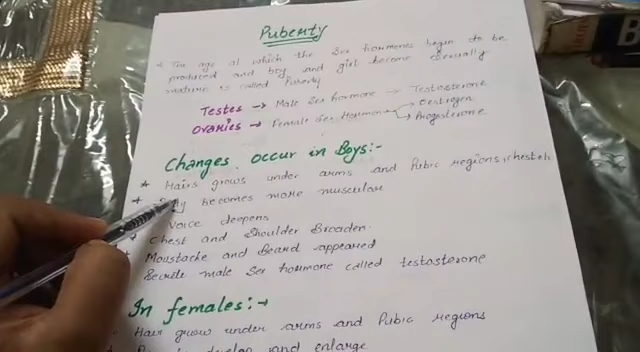 Puberty
* The age at which the Sex hormones begin to be
produced and boy and girl become Sexually
mature is called Puberty
Testes → Male Sex hormone → Testosterone
Ovaries → Female Sex Hormone → Oestrogen
→ Progesterone
Changes occur in Boys:-
* Hairs grows under arms and Pubic regions, chest
* becomes more muscular
Voice deepens
* Chest and Shoulder Broaden.
Moustache and Beard appeared
Secrete male Sex hormone called testosterone
In females:→
Hair grow under arms and Pubic regions
and enlarge
B